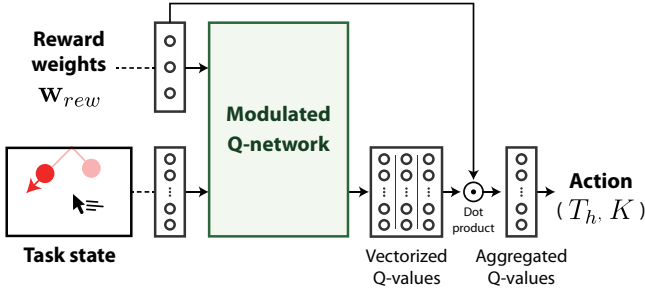 Reward
weights
w_rew
Modulated
Q-network
Task state
Vectorized
Q-values
Dot
product
Aggregated
Q-values
Action
( T_h, K )